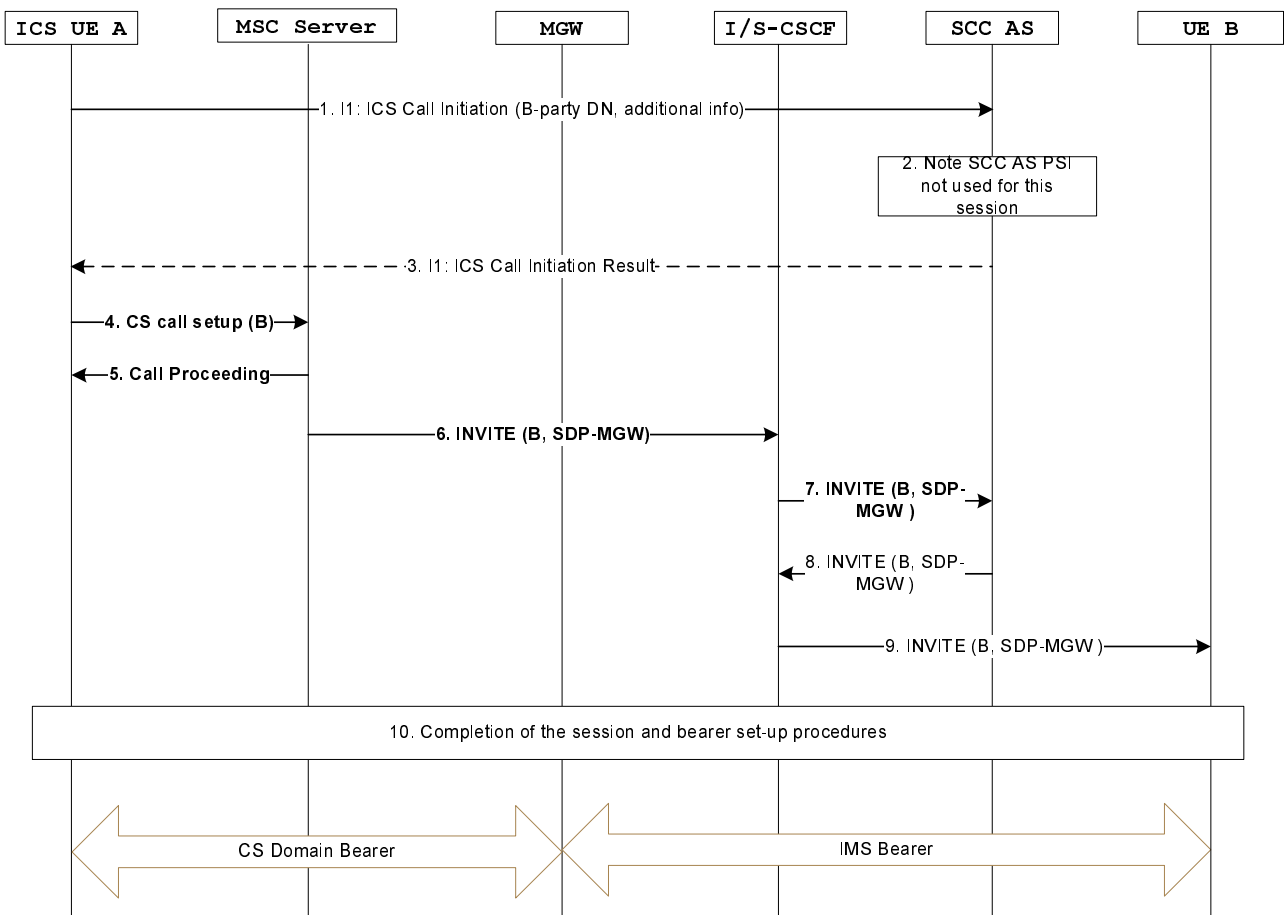 ICS UE A
MSC Server
MGW
I/S-CSCF
SCC AS
UE B
1. I1: ICS Call Initiation (B-party DN, additional info)
2. Note SCC AS PSI
not used for this
session
3. I1: ICS Call Initiation Result
4. CS call setup (B)
5. Call Proceeding
6. INVITE (B, SDP-MGW)
7. INVITE (B, SDP-
MGW )
8. INVITE (B, SDP-
MGW )
9. INVITE (B, SDP-MGW )
10. Completion of the session and bearer set-up procedures
CS Domain Bearer
IMS Bearer